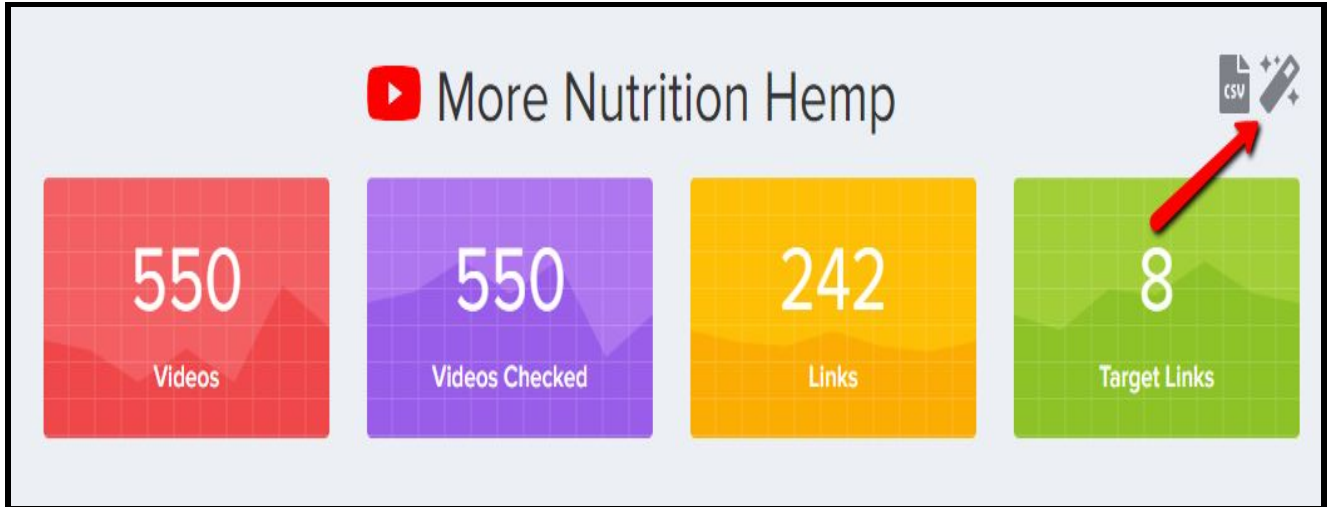 More Nutrition Hemp
CSV
550
Videos
550
Videos Checked
242
Links
8
Target Links